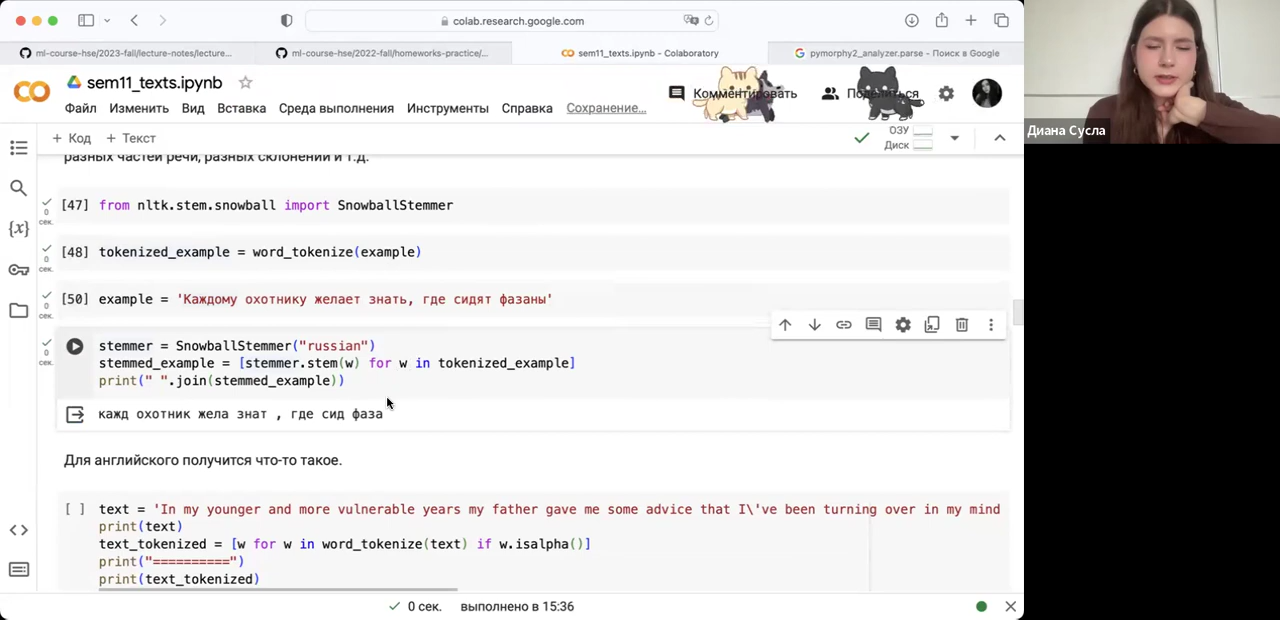 colab.research.google.com
ml-course-hse/2023-fall/lecture-notes/lecture...
ml-course-hse/2022-fall/homeworks-practice/...
sem11_texts.ipynb - Colaboratory
pymorphy2_analyzer.parse - Поиск в Google
sem11_texts.ipynb
Комментировать
Поделиться
Файл Изменить Вид Вставка Среда выполнения Инструменты Справка Сохранение...
+ Код + Текст
ОЗУ
Диск
разных частей речи, разных склонений и т.д.
[47] from nltk.stem.snowball import SnowballStemmer
0
сек.
[48] tokenized_example = word_tokenize(example)
0
сек.
[50] example = 'Каждому охотнику желает знать, где сидят фазаны'
0
сек.
stemmer = SnowballStemmer("russian")
0
сек.
stemmed_example = [stemmer.stem(w) for w in tokenized_example]
print(" ".join(stemmed_example))
кажд охотник жела знат , где сид фаза
Для английского получится что-то такое.
[ ] text = 'In my younger and more vulnerable years my father gave me some advice that I\'ve been turning over in my mind
print(text)
text_tokenized = [w for w in word_tokenize(text) if w.isalpha()]
print("==========")
print(text_tokenized)
0 сек. выполнено в 15:36
Диана Сусла